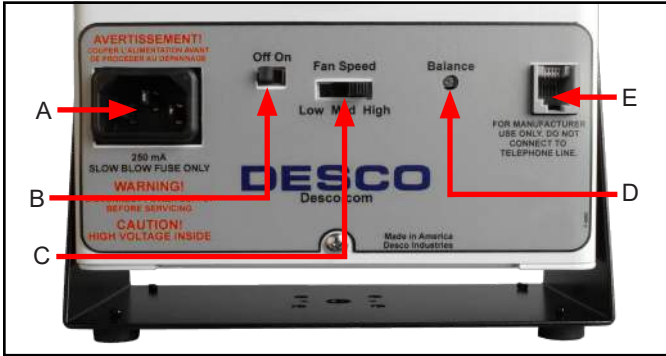 AVERTISSEMENT!
COUPER L'ALIMENTATION AVANT
DE PROCEDER AU DEPANNAGE
250 mA
SLOW BLOW FUSE ONLY
WARNING!
BEFORE SERVICING
CAUTION!
HIGH VOLTAGE INSIDE
Off On
Fan Speed
Low Med High
Balance
FOR MANUFACTURER
USE ONLY. DO NOT
CONNECT TO
TELEPHONE LINE.
DESCO
Desco.com
Made in America
Desco Industries
A
B
C
D
E